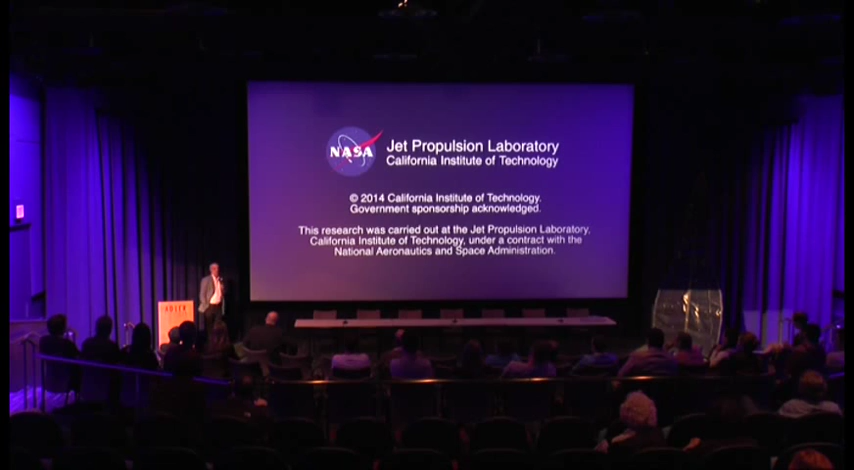 NASA
Jet Propulsion Laboratory
California Institute of Technology
© 2014 California Institute of Technology.
Government sponsorship acknowledged.
This research was carried out at the Jet Propulsion Laboratory,
California Institute of Technology, under a contract with the
National Aeronautics and Space Administration.